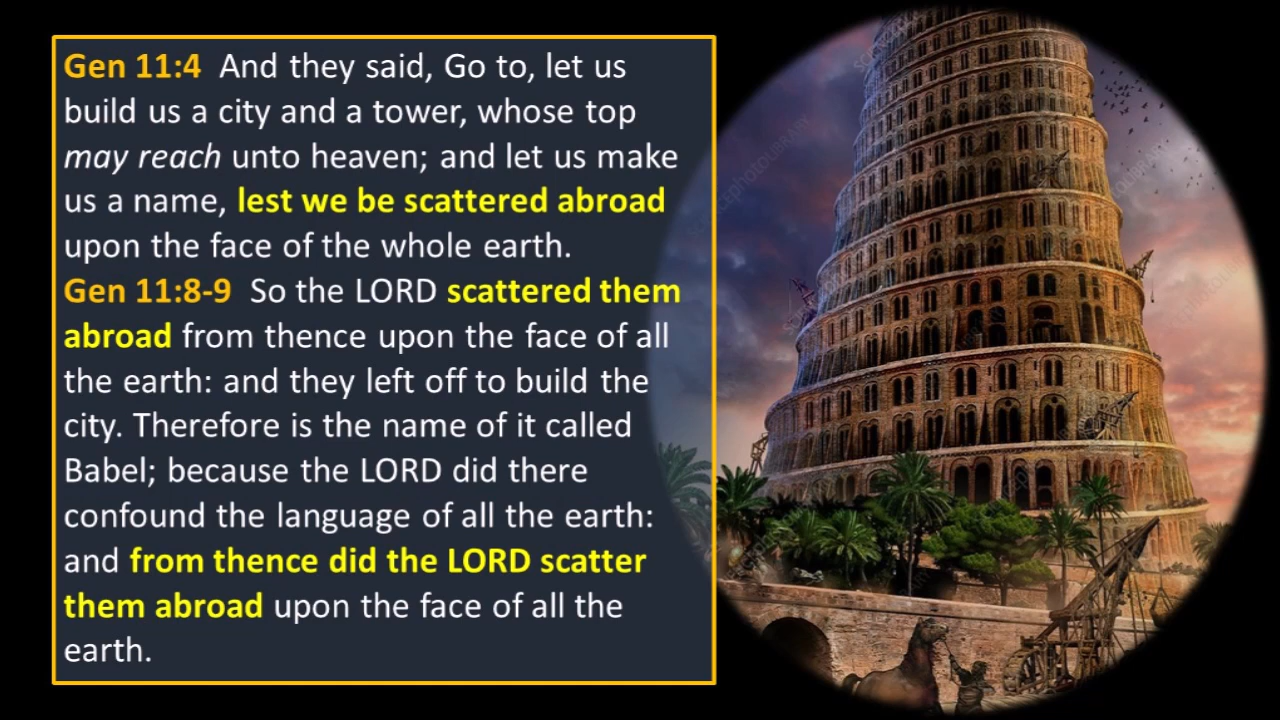 Gen 11:4 And they said, Go to, let us
build us a city and a tower, whose top
may reach unto heaven; and let us make
us a name, lest we be scattered abroad
upon the face of the whole earth.
Gen 11:8-9 So the LORD scattered them
abroad from thence upon the face of all
the earth: and they left off to build the
city. Therefore is the name of it called
Babel; because the LORD did there
confound the language of all the earth:
and from thence did the LORD scatter
them abroad upon the face of all the
earth.